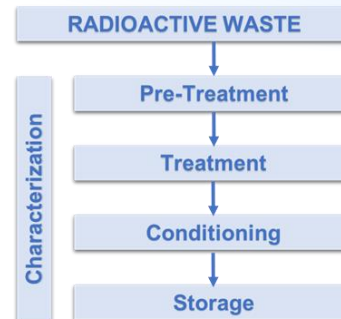 RADIOACTIVE WASTE
Characterization
Pre-Treatment
Treatment
Conditioning
Storage